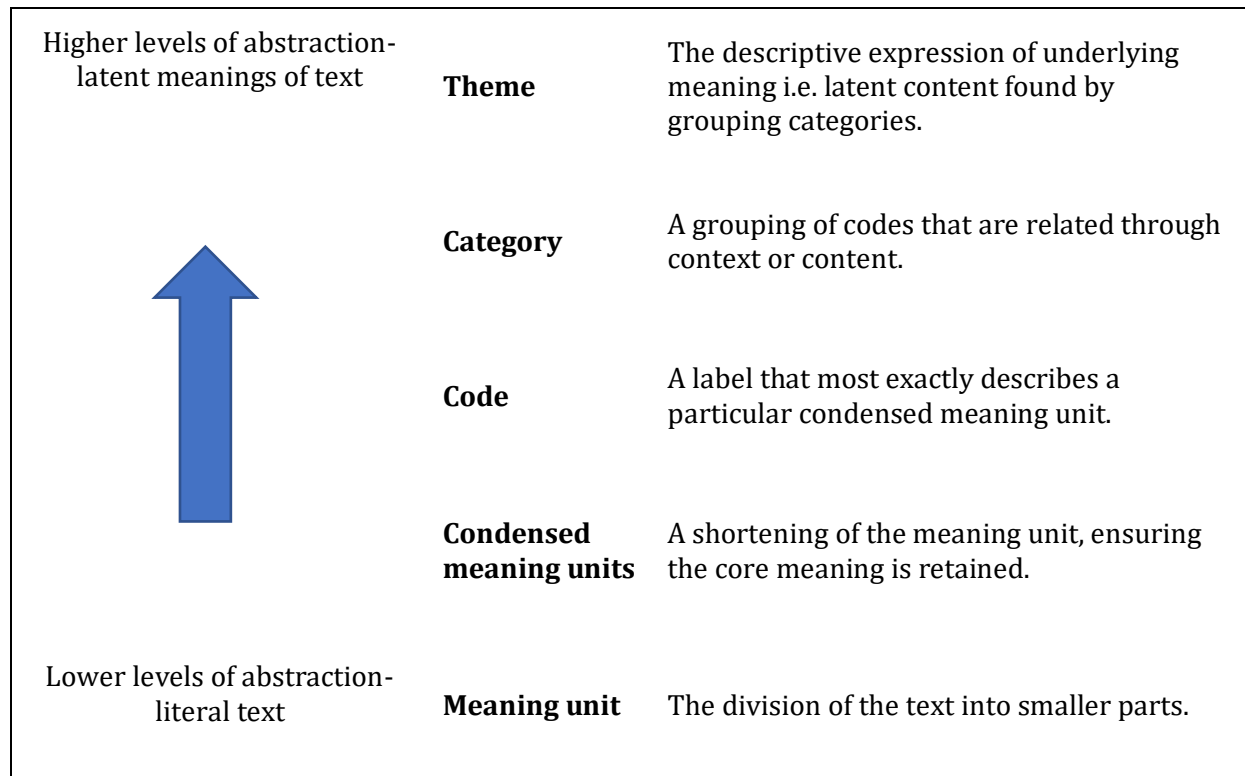 Higher levels of abstraction-
latent meanings of text
Theme
The descriptive expression of underlying
meaning i.e. latent content found by
grouping categories.
Category
A grouping of codes that are related through
context or content.
Code
A label that most exactly describes a
particular condensed meaning unit.
Condensed
meaning units
A shortening of the meaning unit, ensuring
the core meaning is retained.
Lower levels of abstraction-
literal text
Meaning unit
The division of the text into smaller parts.